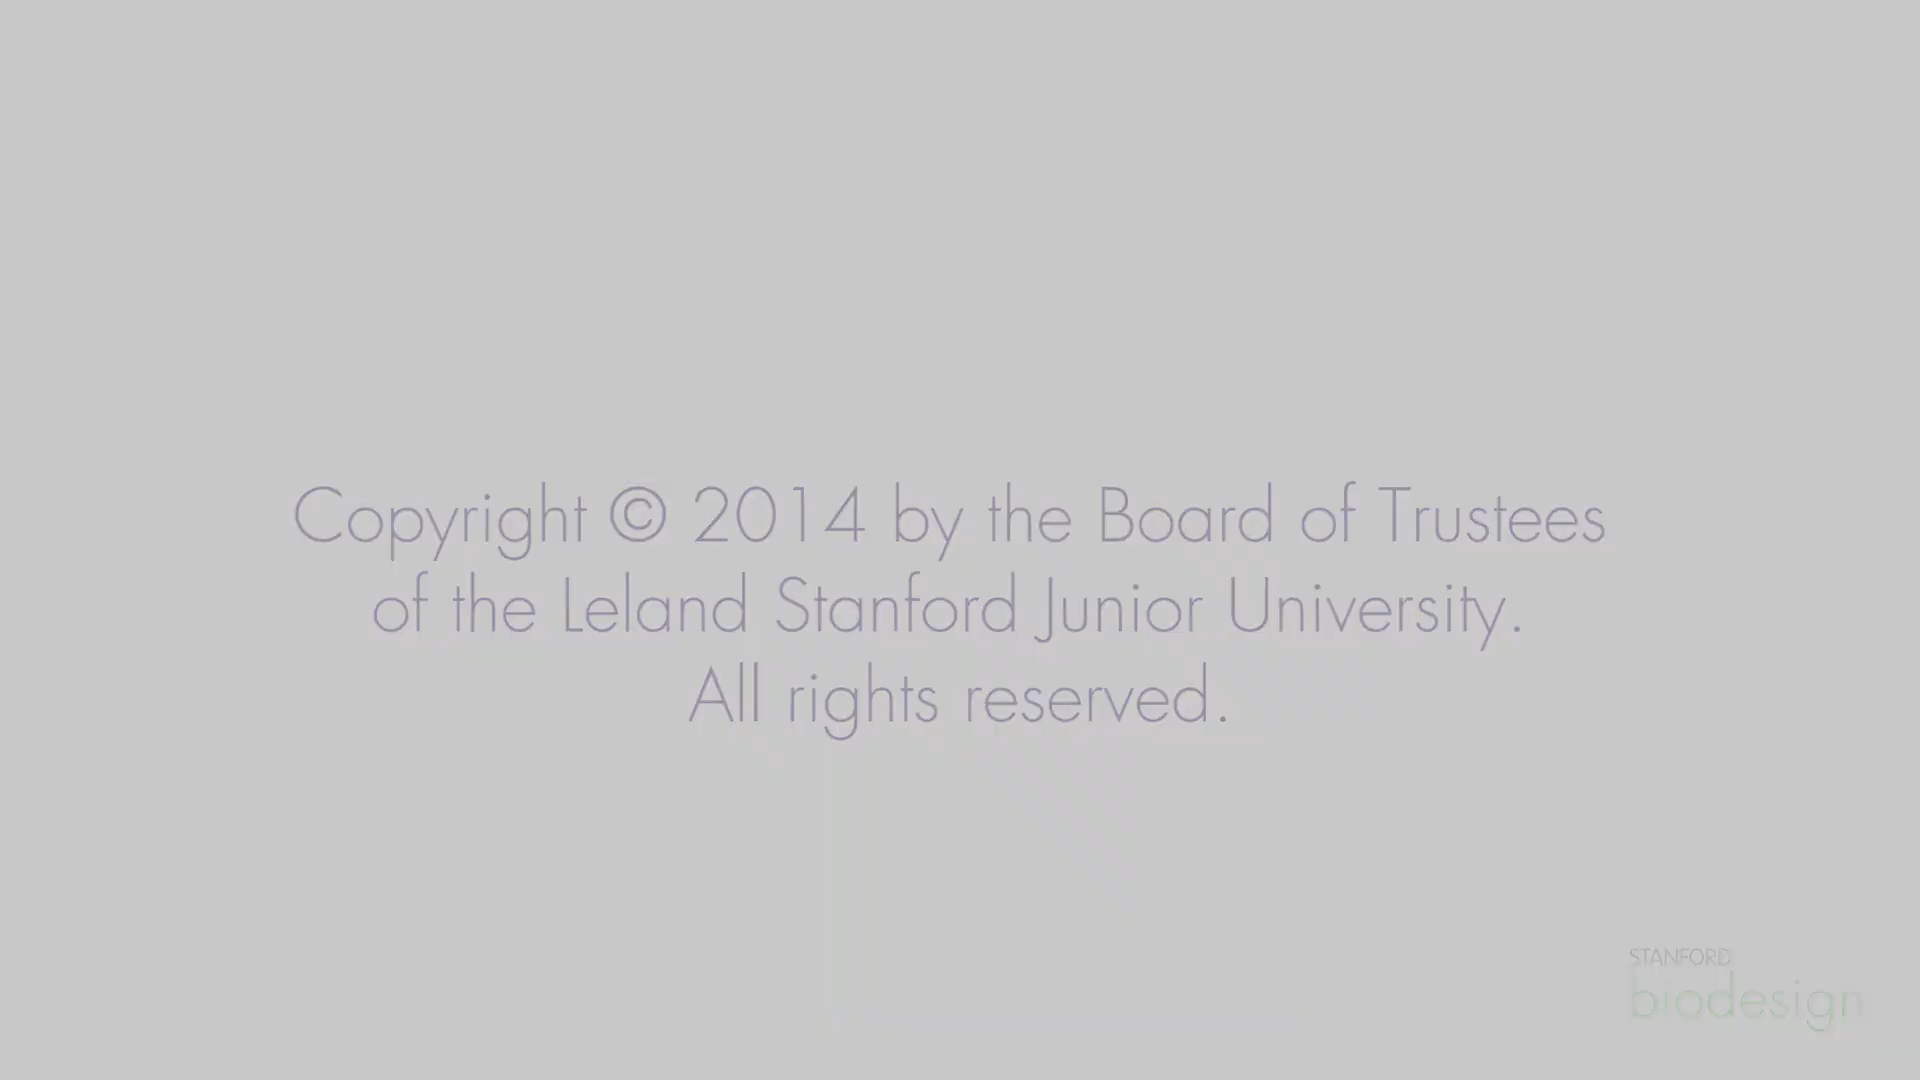 Copyright © 2014 by the Board of Trustees
of the Leland Stanford Junior University.
All rights reserved.
STANFORD
biodesign